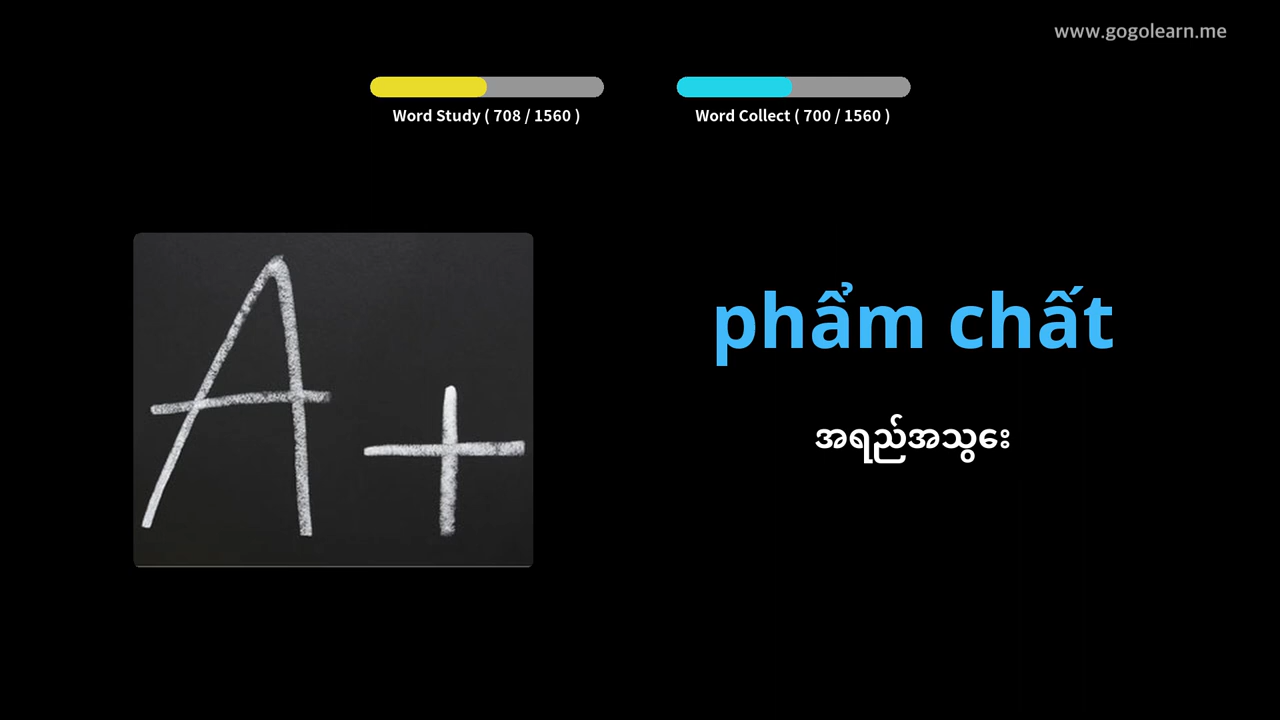 www.gogolearn.me
Word Study ( 708 / 1560 )
Word Collect ( 700 / 1560 )
A+
phẩm chất
အရည်အသွေး